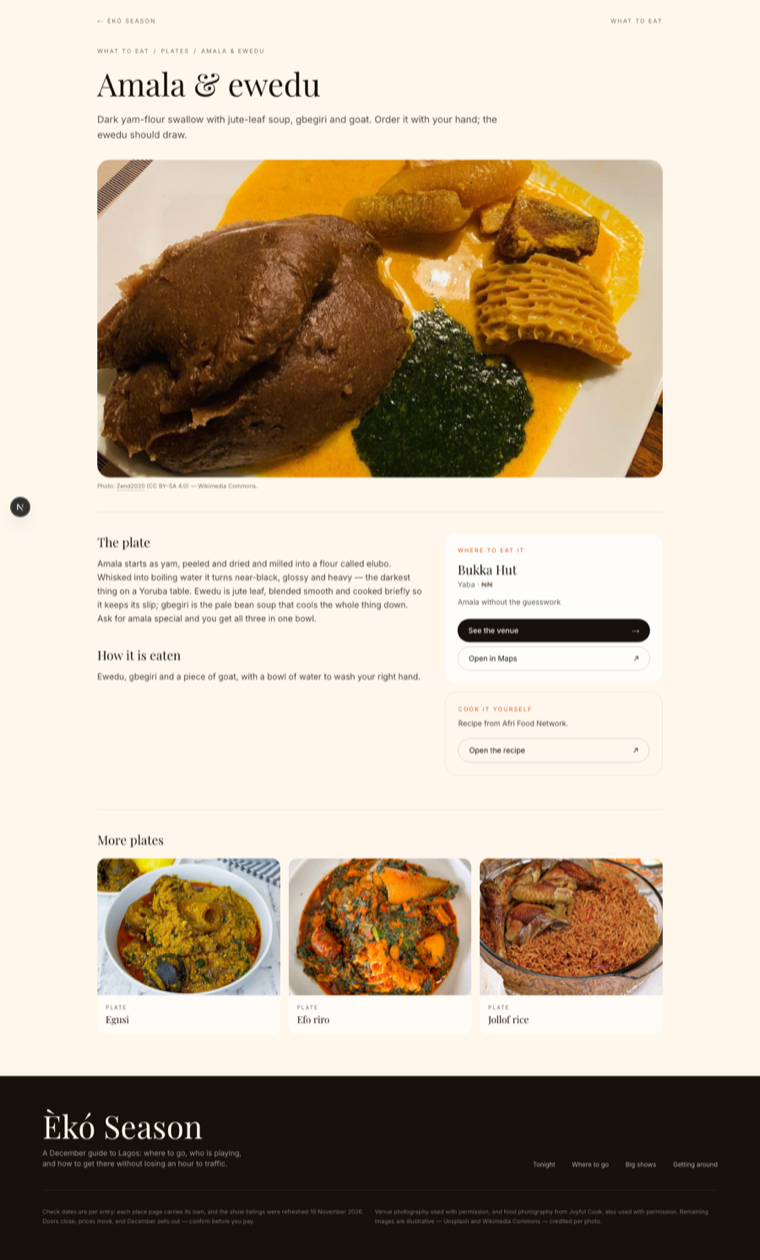 ← ÈKÓ SEASON
WHAT TO EAT
WHAT TO EAT / PLATES / AMALA & EWEDU
Amala & ewedu
Dark yam-flour swallow with jute-leaf soup, gbegiri and goat. Order it with your hand; the
ewedu should draw.
Photo: Zend2020 (CC BY-SA 4.0) — Wikimedia Commons.
N
The plate
Amala starts as yam, peeled and dried and milled into a flour called elubo.
Whisked into boiling water it turns near-black, glossy and heavy — the darkest
thing on a Yoruba table. Ewedu is jute leaf, blended smooth and cooked briefly so
it keeps its slip; gbegiri is the pale bean soup that cools the whole thing down.
Ask for amala special and you get all three in one bowl.
How it is eaten
Ewedu, gbegiri and a piece of goat, with a bowl of water to wash your right hand.
WHERE TO EAT IT
Bukka Hut
Yaba · ₦₦
Amala without the guesswork
See the venue →
Open in Maps ↗
COOK IT YOURSELF
Recipe from Afri Food Network.
Open the recipe ↗
More plates
PLATE
Egusi
PLATE
Efo riro
PLATE
Jollof rice
Èkó Season
A December guide to Lagos: where to go, who is playing,
and how to get there without losing an hour to traffic.
Tonight Where to go Big shows Getting around
Check dates are per entry: each place page carries its own, and the show listings were refreshed 19 November 2026.
Doors close, prices move, and December sells out — confirm before you pay.
Venue photography used with permission, and food photography from Joyful Cook, also used with permission. Remaining
images are illustrative — Unsplash and Wikimedia Commons — credited per photo.